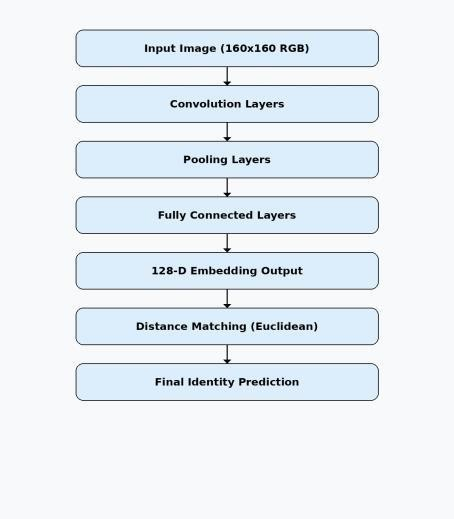 Input Image (160x160 RGB)
Convolution Layers
Pooling Layers
Fully Connected Layers
128-D Embedding Output
Distance Matching (Euclidean)
Final Identity Prediction